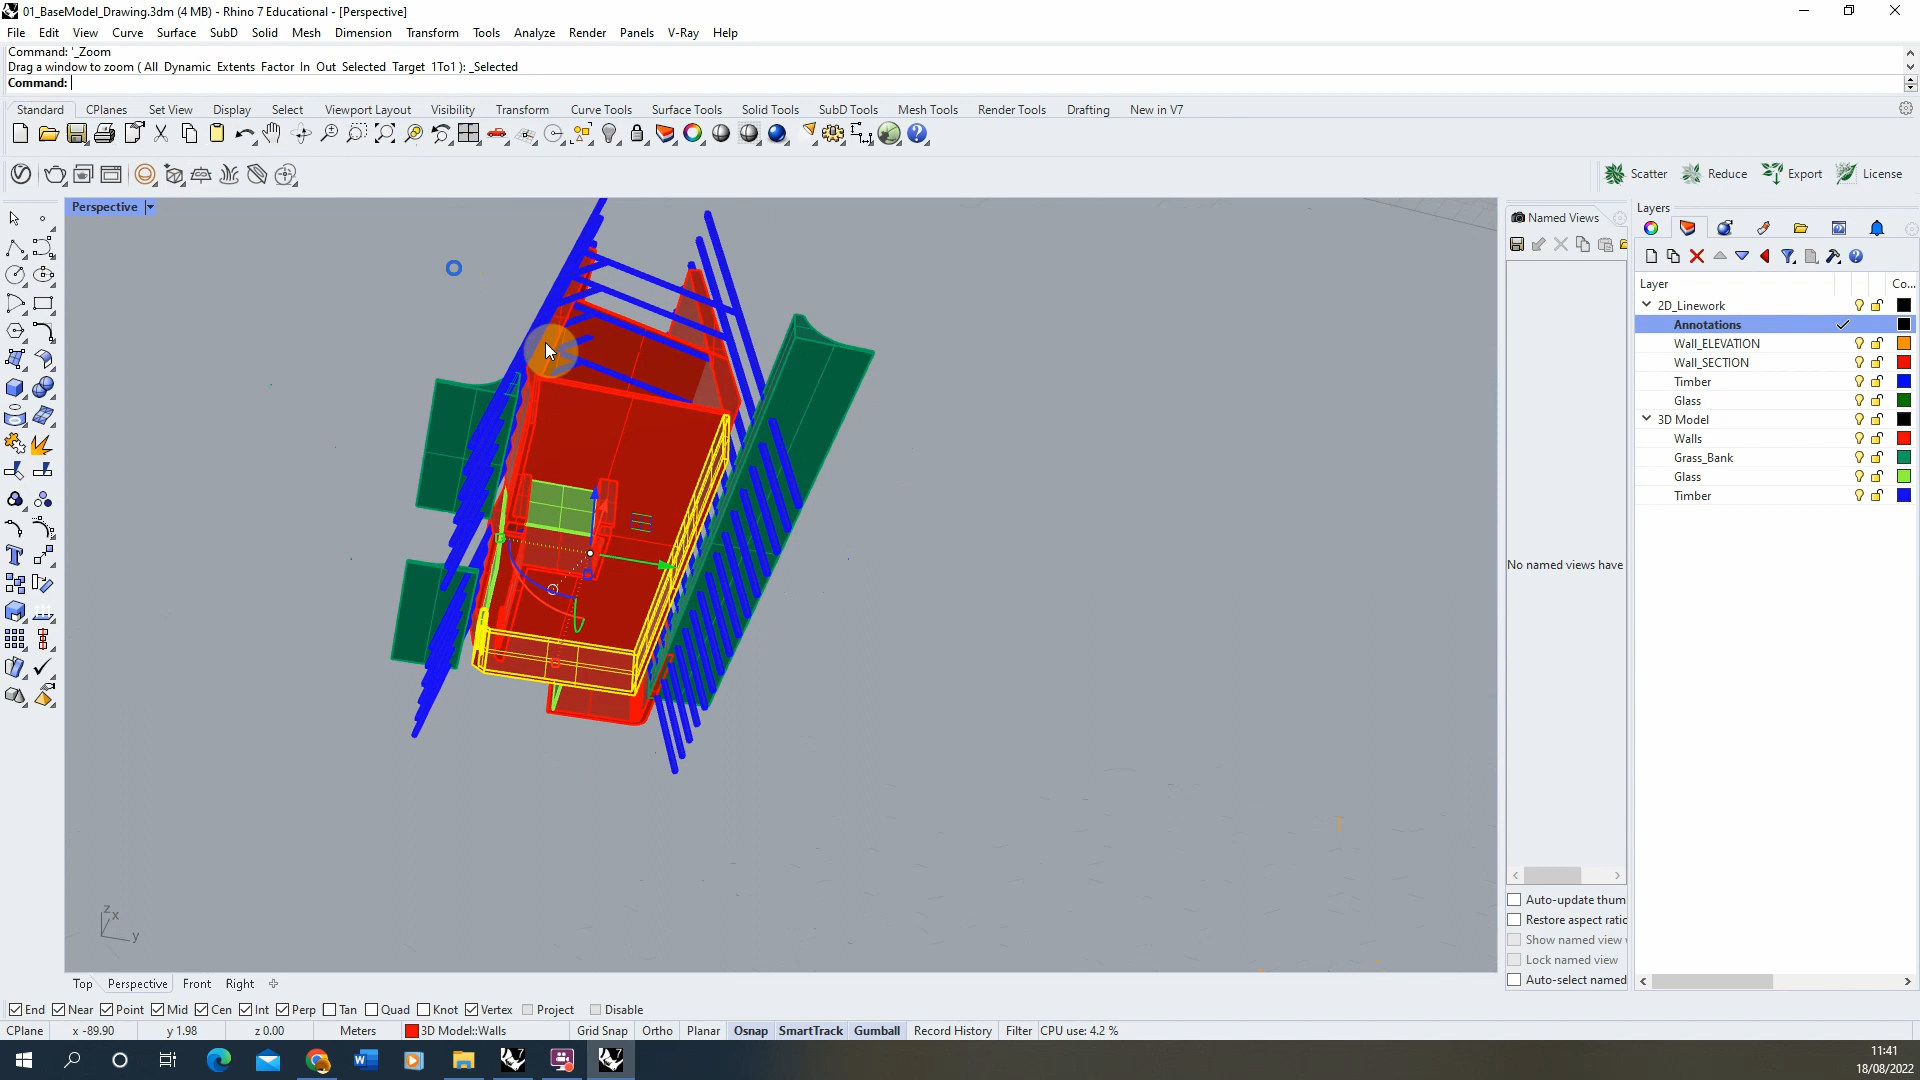 01_BaseModel_Drawing.3dm (4 MB) - Rhino 7 Educational - [Perspective]
File Edit View Curve Surface SubD Solid Mesh Dimension Transform Tools Analyze Render Panels V-Ray Help
Command: '_Zoom
Drag a window to zoom ( All Dynamic Extents Factor In Out Selected Target 1To1 ): _Selected
Command:
Standard CPlanes Set View Display Select Viewport Layout Visibility Transform Curve Tools Surface Tools Solid Tools SubD Tools Mesh Tools Render Tools Drafting New in V7
Scatter Reduce Export License
Perspective
Named Views
No named views have
Auto-update thum
Restore aspect ratio
Show named view
Lock named view
Auto-select named
Layers
Layer Co...
2D_Linework
Annotations
Wall_ELEVATION
Wall_SECTION
Timber
Glass
3D Model
Walls
Grass_Bank
Glass
Timber
z x y
Top Perspective Front Right
End Near Point Mid Cen Int Perp Tan Quad Knot Vertex Project Disable
CPlane x -89.90 y 1.98 z 0.00 Meters 3D Model::Walls Grid Snap Ortho Planar Osnap SmartTrack Gumball Record History Filter CPU use: 4.2 %
11:41
18/08/2022